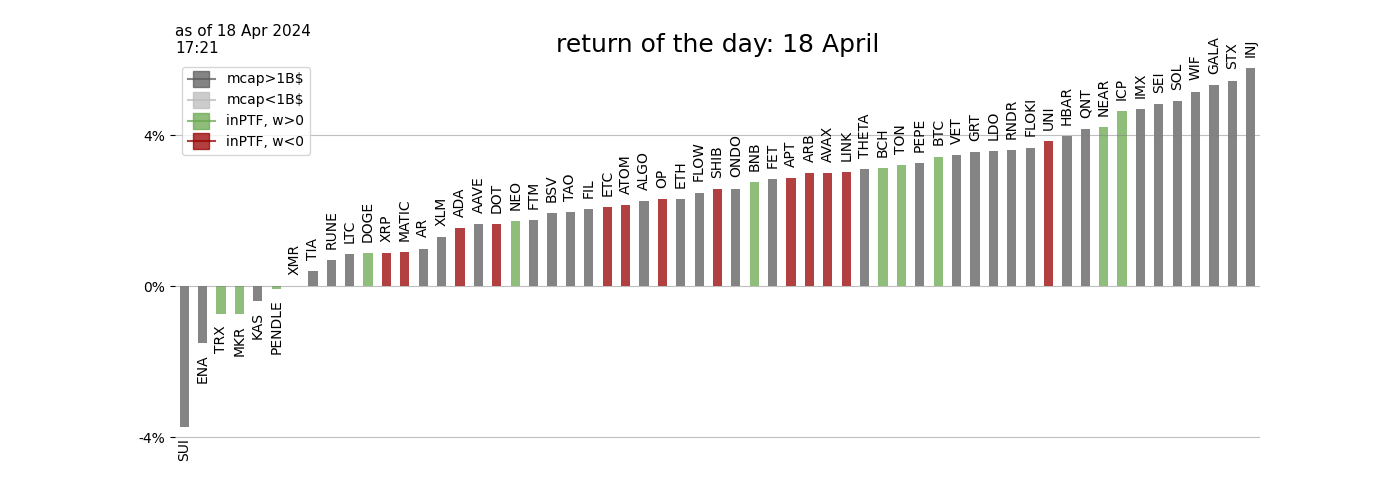 as of 18 Apr 2024
17:21
return of the day: 18 April
mcap>1B$
mcap<1B$
inPTF, w>0
inPTF, w<0
4%
0%
-4%
SUI
ENA
TRX
MKR
KAS
PENDLE
XMR
TIA
RUNE
LTC
DOGE
XRP
MATIC
AR
XLM
ADA
AAVE
DOT
NEO
FTM
BSV
TAO
FIL
ETC
ATOM
ALGO
OP
ETH
FLOW
SHIB
ONDO
BNB
FET
APT
ARB
AVAX
LINK
THETA
BCH
TON
PEPE
BTC
VET
GRT
LDO
RNDR
FLOKI
UNI
HBAR
QNT
NEAR
ICP
IMX
SEI
SOL
WIF
GALA
STX
INJ